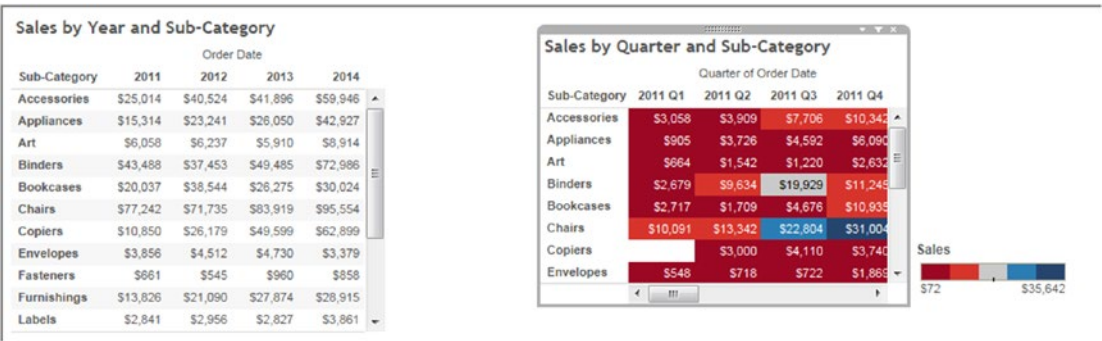 Sales by Year and Sub-Category
Order Date
Sub-Category 2011 2012 2013 2014
Accessories $25,014 $40,524 $41,896 $59,946
Appliances $15,314 $23,241 $26,050 $42,927
Art $6,058 $6,237 $5,910 $8,914
Binders $43,488 $37,453 $49,485 $72,986
Bookcases $20,037 $38,544 $26,275 $30,024
Chairs $77,242 $71,735 $83,919 $95,554
Copiers $10,850 $26,179 $49,599 $62,899
Envelopes $3,856 $4,512 $4,730 $3,379
Fasteners $661 $545 $960 $858
Furnishings $13,826 $21,090 $27,874 $28,915
Labels $2,841 $2,956 $2,827 $3,861
Sales by Quarter and Sub-Category
Quarter of Order Date
Sub-Category 2011 Q1 2011 Q2 2011 Q3 2011 Q4
Accessories $3,058 $3,909 $7,706 $10,342
Appliances $905 $3,726 $4,592 $6,090
Art $664 $1,542 $1,220 $2,632
Binders $2,679 $9,634 $19,929 $11,245
Bookcases $2,717 $1,709 $4,676 $10,935
Chairs $10,091 $13,342 $22,804 $31,004
Copiers $3,000 $4,110 $3,740
Envelopes $548 $718 $722 $1,869
Sales
$72 $35,642